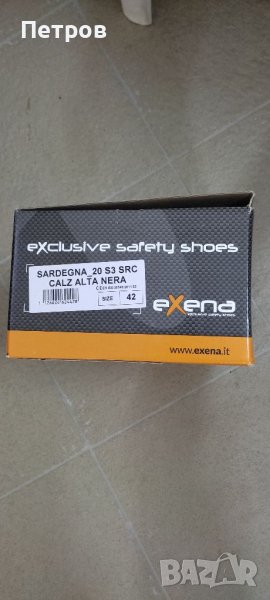 Петров
exclusive safety shoes
SARDEGNA_20 S3 SRC
CALZ ALTA NERA
SIZE 42
exena
exclusive safety shoes
www.exena.it
BAZAR